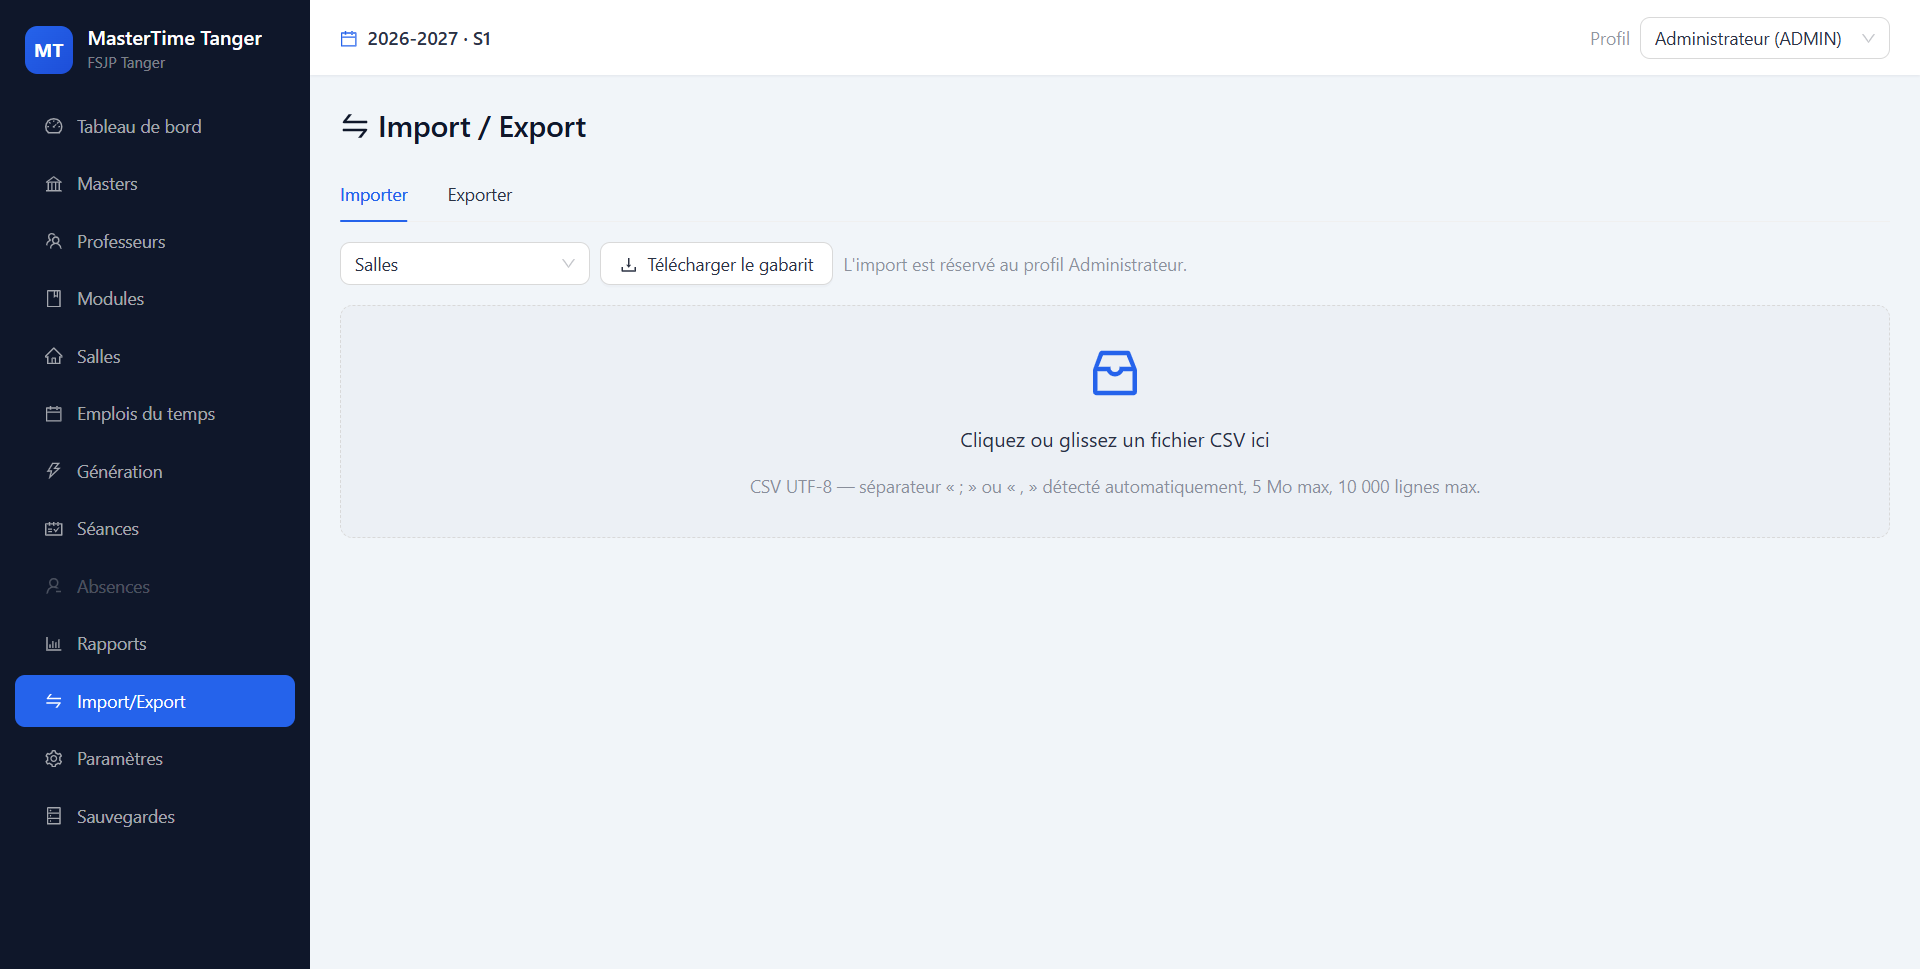 MT
MasterTime Tanger
FSJP Tanger
Tableau de bord
Masters
Professeurs
Modules
Salles
Emplois du temps
Génération
Séances
Absences
Rapports
Import/Export
Paramètres
Sauvegardes
2026-2027 · S1
Profil
Administrateur (ADMIN)
Import / Export
Importer
Exporter
Salles
Télécharger le gabarit
L'import est réservé au profil Administrateur.
Cliquez ou glissez un fichier CSV ici
CSV UTF-8 — séparateur « ; » ou « , » détecté automatiquement, 5 Mo max, 10 000 lignes max.